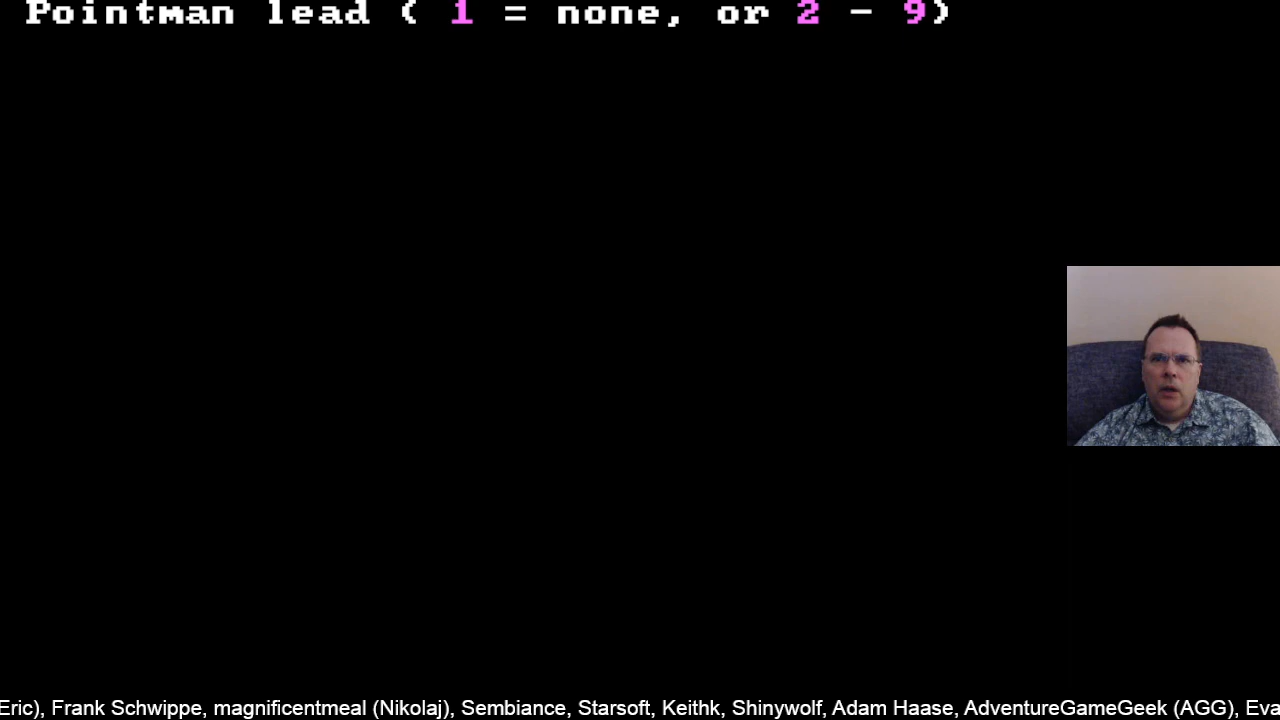 Pointman lead ( 1 = none, or 2 - 9)
Eric), Frank Schwippe, magnificentmeal (Nikolaj), Sembiance, Starsoft, Keithk, Shinywolf, Adam Haase, AdventureGameGeek (AGG), Eva